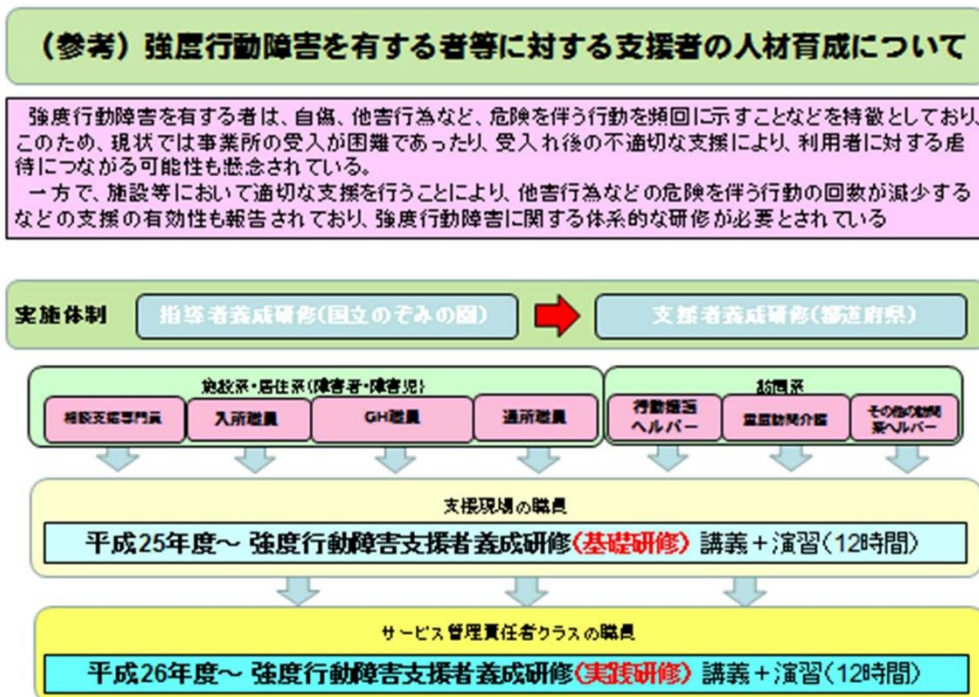 （参考）強度行動障害を有する者等に対する支援者の人材育成について
強度行動障害を有する者は、自傷、他害行為など、危険を伴う行動を頻回に示すことなどを特徴としており、
このため、現状では事業所の受入が困難であったり、受入れ後の不適切な支援により、利用者に対する虐
待につながる可能性も懸念されている。
一方で、施設等において適切な支援を行うことにより、他害行為などの危険を伴う行動の回数が減少する
などの支援の有効性も報告されており、強度行動障害に関する体系的な研修が必要とされている
実施体制
指導者養成研修(国立のぞみの園)
支援者養成研修(都道府県)
施設系・居住系(障害者・障害児)
訪問系
相談支援専門員
入所職員
GH職員
通所職員
行動援護
ヘルパー
重度訪問介護
その他の訪問
系ヘルパー
支援現場の職員
平成25年度～ 強度行動障害支援者養成研修(基礎研修) 講義＋演習(12時間)
サービス管理責任者クラスの職員
平成26年度～ 強度行動障害支援者養成研修(実践研修) 講義＋演習(12時間)